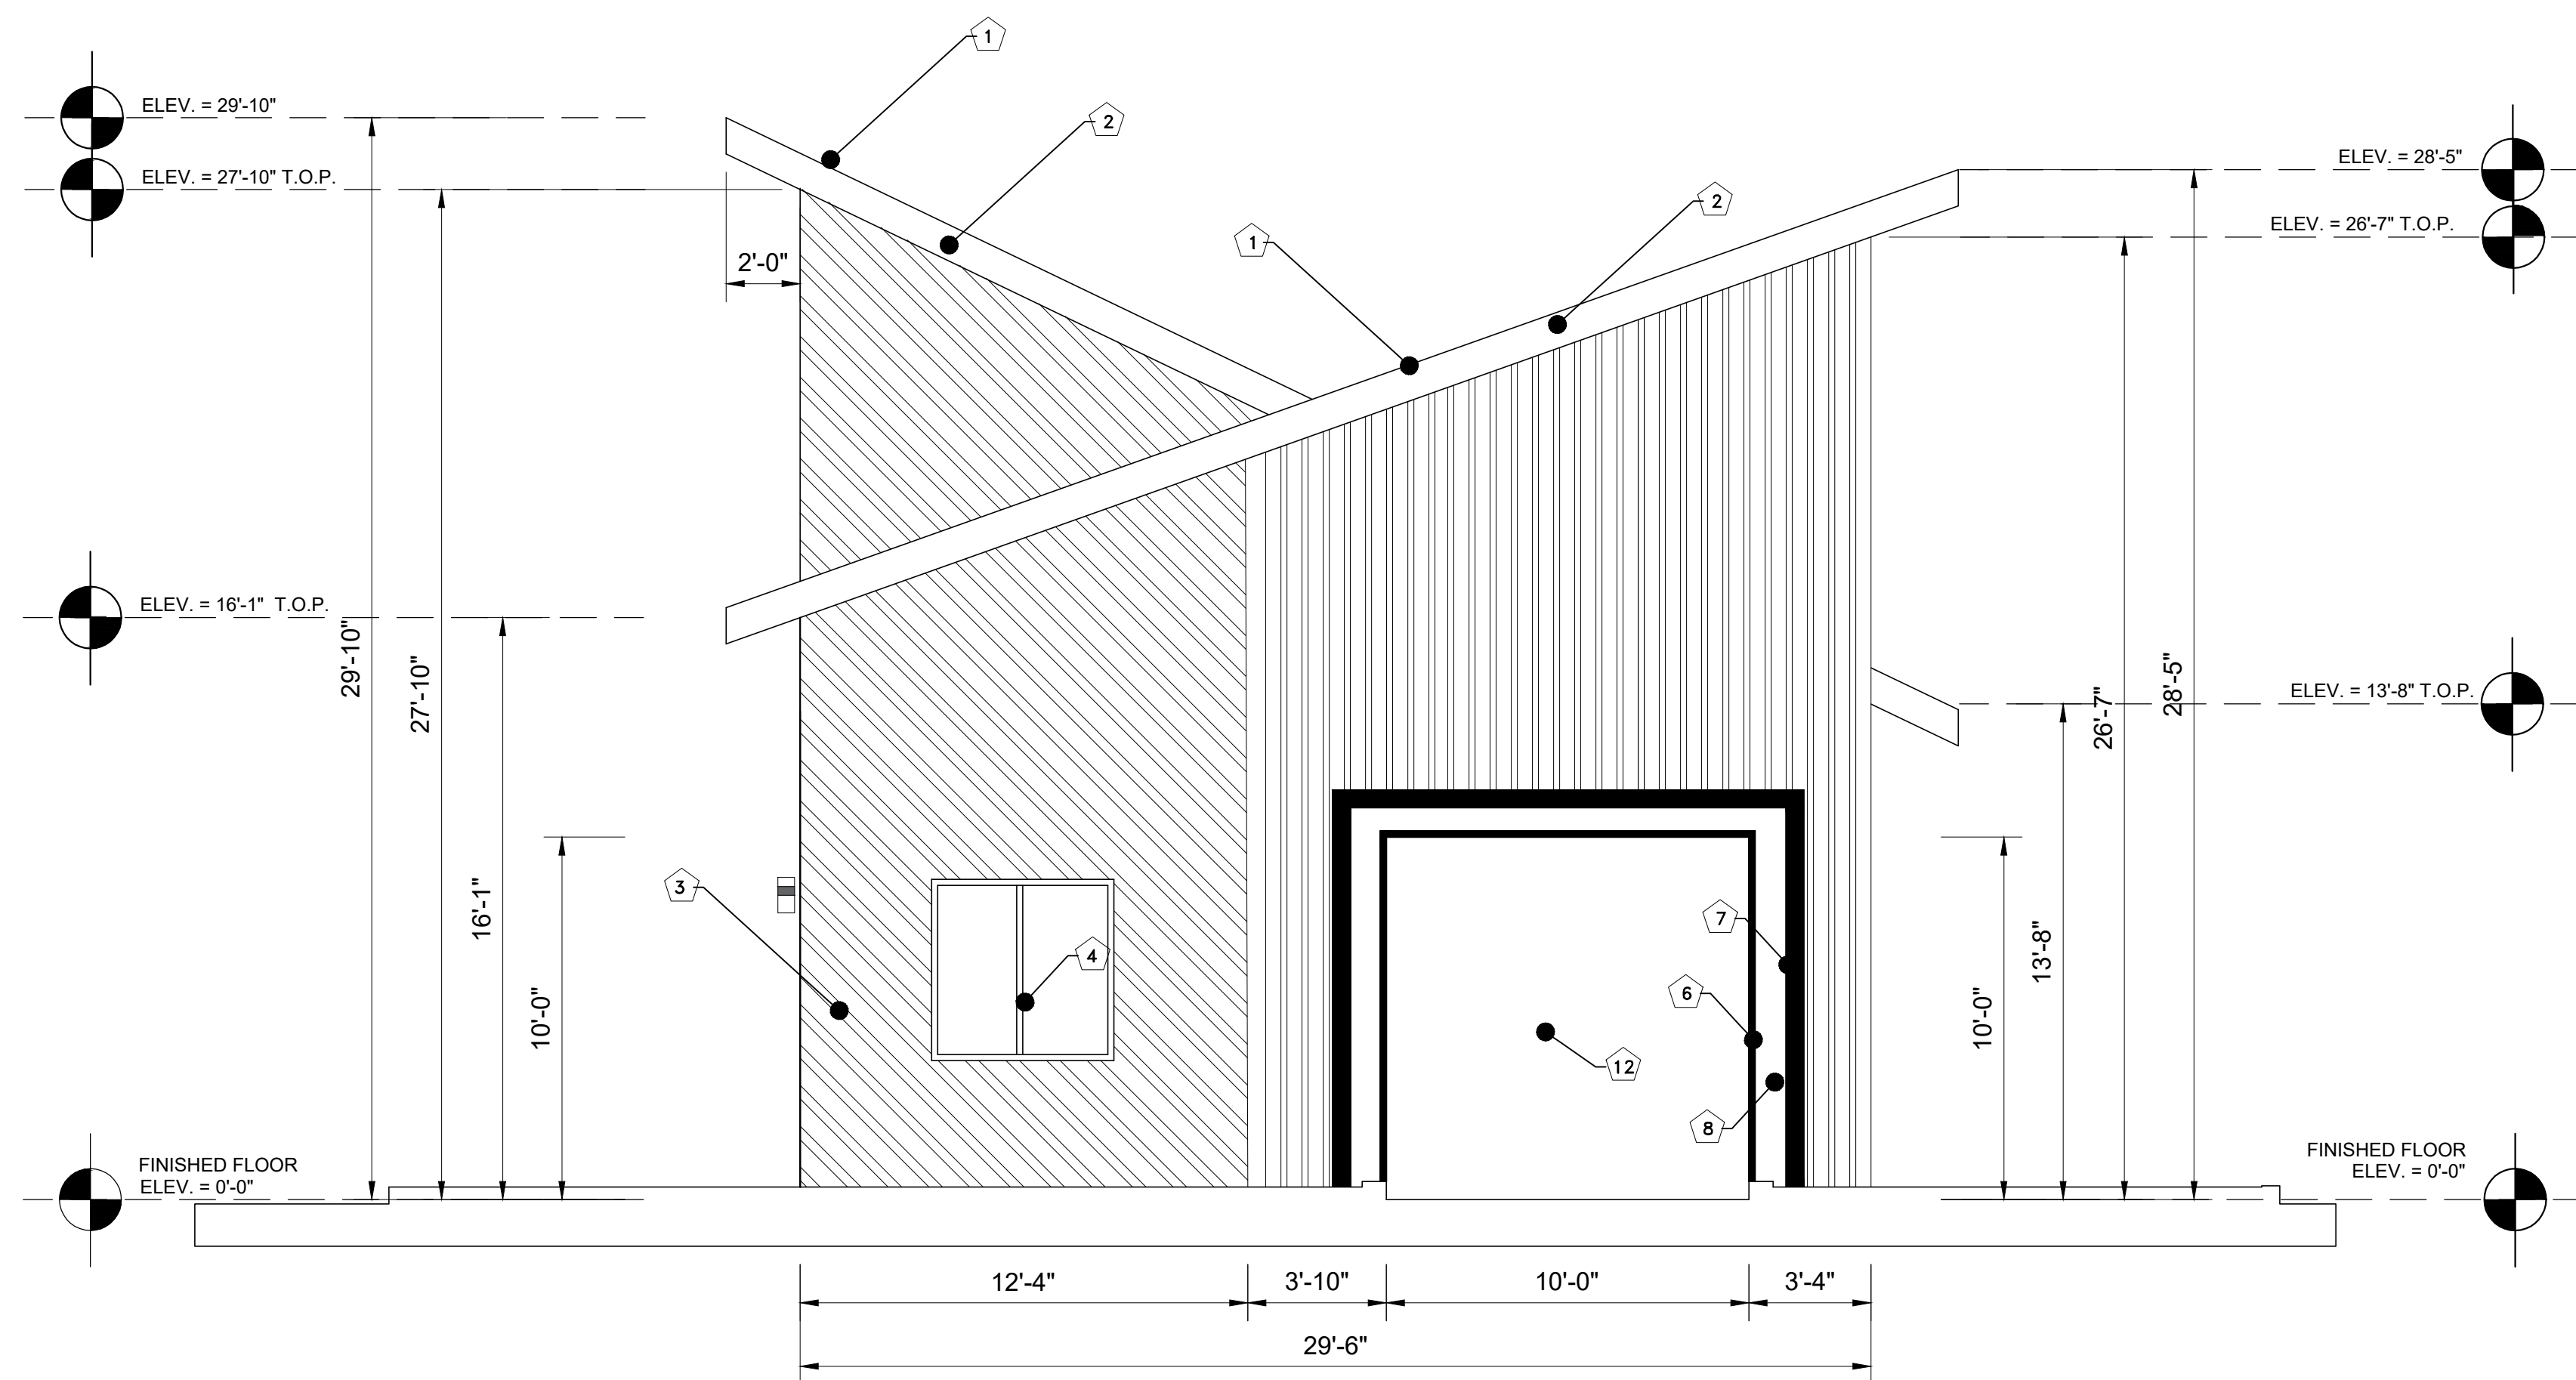 1
ELEV. = 29'-10"
2
ELEV. = 28'-5"
ELEV. = 27'-10" T.O.P.
2
ELEV. = 26'-7" T.O.P.
1
2'-0"
ELEV. = 16'-1"  T.O.P.
29'-10"
27'-10"
28'-5"
26'-7"
ELEV. = 13'-8" T.O.P.
3
16'-1"
7
4
13'-8"
6
10'-0"
10'-0"
12
8
FINISHED FLOOR
ELEV. = 0'-0"
FINISHED FLOOR
ELEV. = 0'-0"
12'-4"
3'-10"
10'-0"
3'-4"
29'-6"